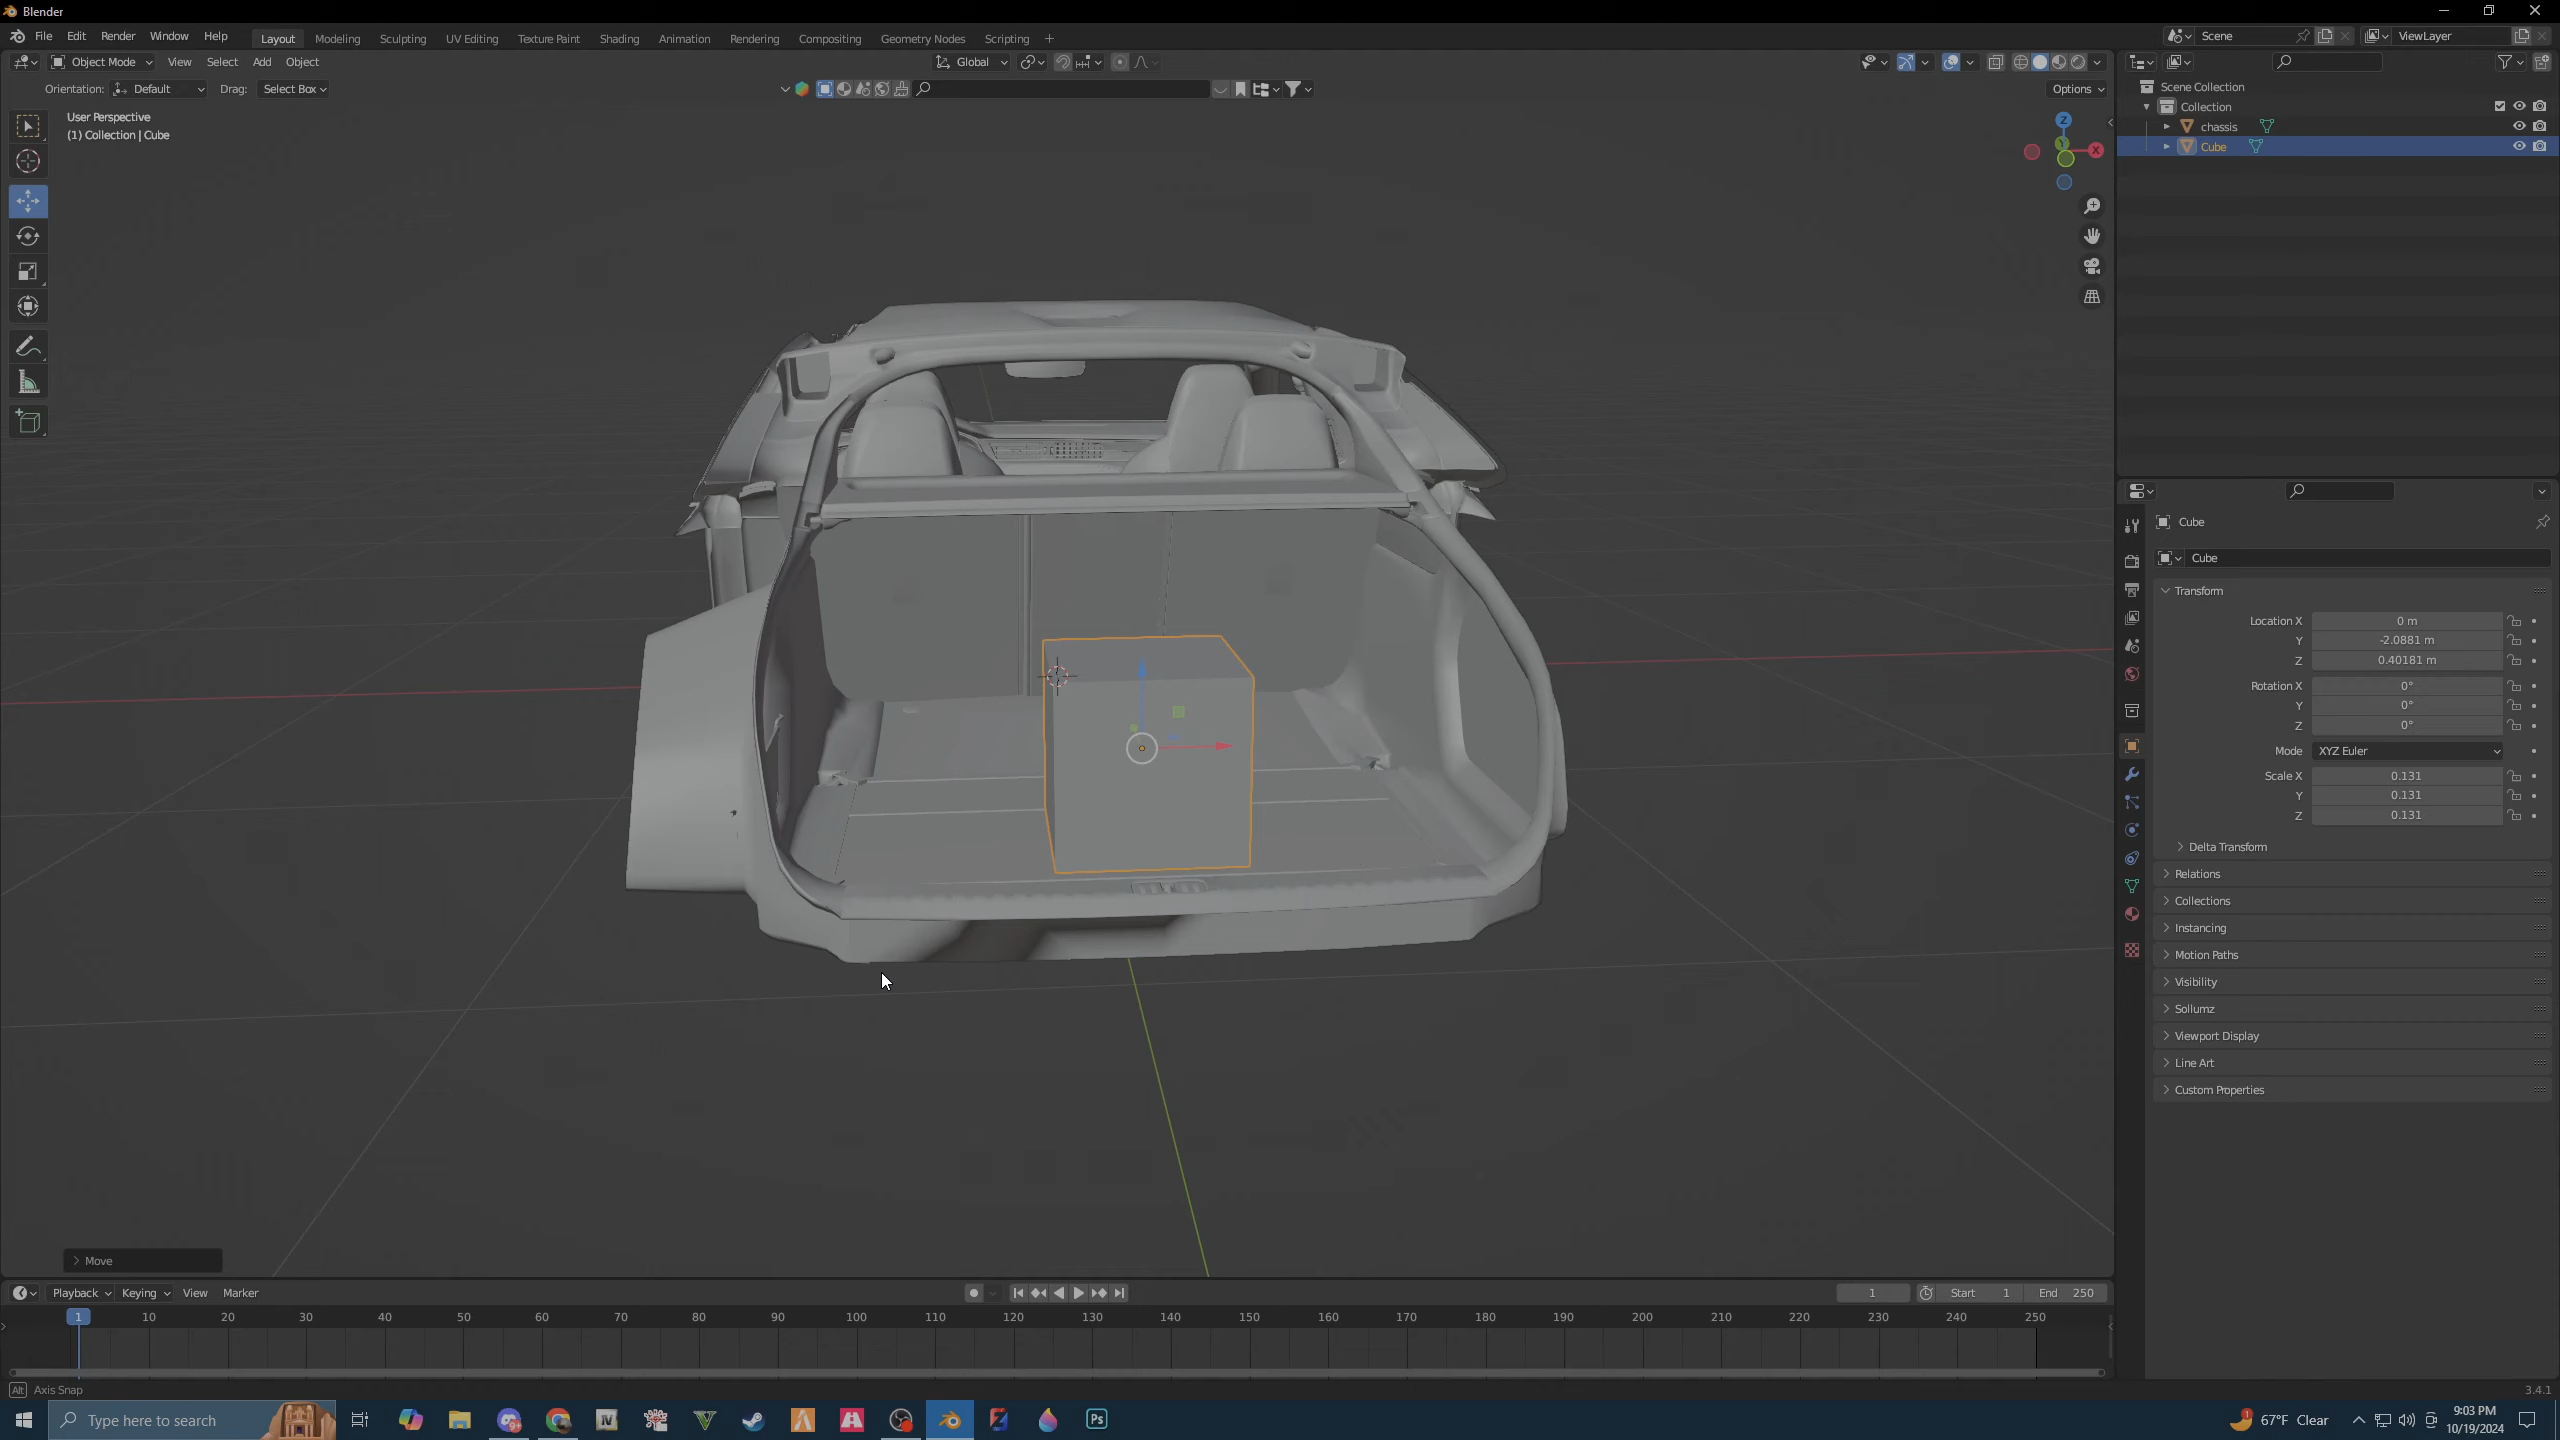 Blender
File Edit Render Window Help Layout Modeling Sculpting UV Editing Texture Paint Shading Animation Rendering Compositing Geometry Nodes Scripting + Scene ViewLayer
Object Mode View Select Add Object Global
Orientation: Default Drag: Select Box Options
User Perspective
(1) Collection | Cube
Z
X
Y
Scene Collection
Collection
chassis
Cube
Cube
Cube
Transform
Location X 0 m
Y -2.0881 m
Z 0.40181 m
Rotation X 0°
Y 0°
Z 0°
Mode XYZ Euler
Scale X 0.131
Y 0.131
Z 0.131
Delta Transform
Relations
Collections
Instancing
Motion Paths
Visibility
Sollumz
Viewport Display
Line Art
Custom Properties
Move
Playback Keying View Marker 1 Start 1 End 250
1 10 20 30 40 50 60 70 80 90 100 110 120 130 140 150 160 170 180 190 200 210 220 230 240 250
Alt Axis Snap 3.4.1
Type here to search 9+ V Ps 1 67°F Clear 9:03 PM
10/19/2024